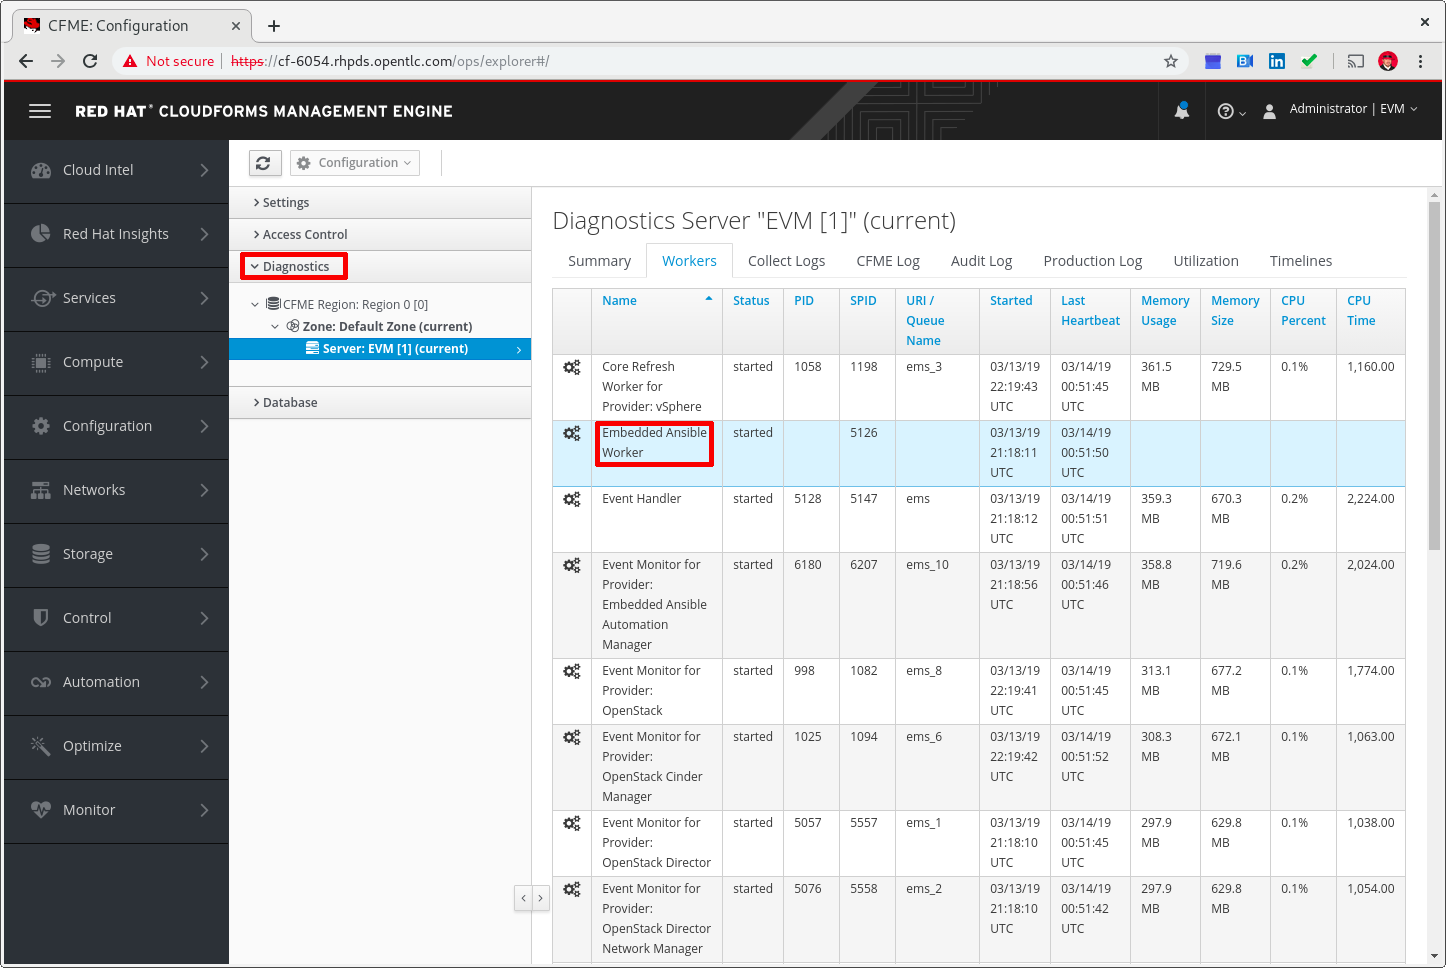 CFME: Configuration
Not secure
https://cf-6054.rhpds.opentlc.com/ops/explorer#/
RED HAT® CLOUDFORMS MANAGEMENT ENGINE
Administrator | EVM
Cloud Intel
Red Hat Insights
Services
Compute
Configuration
Networks
Storage
Control
Automation
Optimize
Monitor
Configuration
Settings
Access Control
Diagnostics
CFME Region: Region 0 [0]
Zone: Default Zone (current)
Server: EVM [1] (current)
Database
Diagnostics Server "EVM [1]" (current)
Summary Workers Collect Logs CFME Log Audit Log Production Log Utilization Timelines
Name Status PID SPID URI / Started Last Memory Memory CPU CPU
Queue Heartbeat Usage Size Percent Time
Name
Core Refresh started 1058 1198 ems_3 03/13/19 03/14/19 361.5 729.5 0.1% 1,160.00
Worker for 22:19:43 00:51:45 MB MB
Provider: vSphere UTC UTC
Embedded Ansible started 5126 03/13/19 03/14/19
Worker 21:18:11 00:51:50
UTC UTC
Event Handler started 5128 5147 ems 03/13/19 03/14/19 359.3 670.3 0.2% 2,224.00
21:18:12 00:51:51 MB MB
UTC UTC
Event Monitor for started 6180 6207 ems_10 03/13/19 03/14/19 358.8 719.6 0.2% 2,024.00
Provider: 21:18:56 00:51:46 MB MB
Embedded Ansible UTC UTC
Automation
Manager
Event Monitor for started 998 1082 ems_8 03/13/19 03/14/19 313.1 677.2 0.1% 1,774.00
Provider: 22:19:41 00:51:45 MB MB
OpenStack UTC UTC
Event Monitor for started 1025 1094 ems_6 03/13/19 03/14/19 308.3 672.1 0.1% 1,063.00
Provider: 22:19:42 00:51:52 MB MB
OpenStack Cinder UTC UTC
Manager
Event Monitor for started 5057 5557 ems_1 03/13/19 03/14/19 297.9 629.8 0.1% 1,038.00
Provider: 21:18:10 00:51:45 MB MB
OpenStack Director UTC UTC
Event Monitor for started 5076 5558 ems_2 03/13/19 03/14/19 297.9 629.8 0.1% 1,054.00
Provider: 21:18:10 00:51:42 MB MB
OpenStack Director UTC UTC
Network Manager